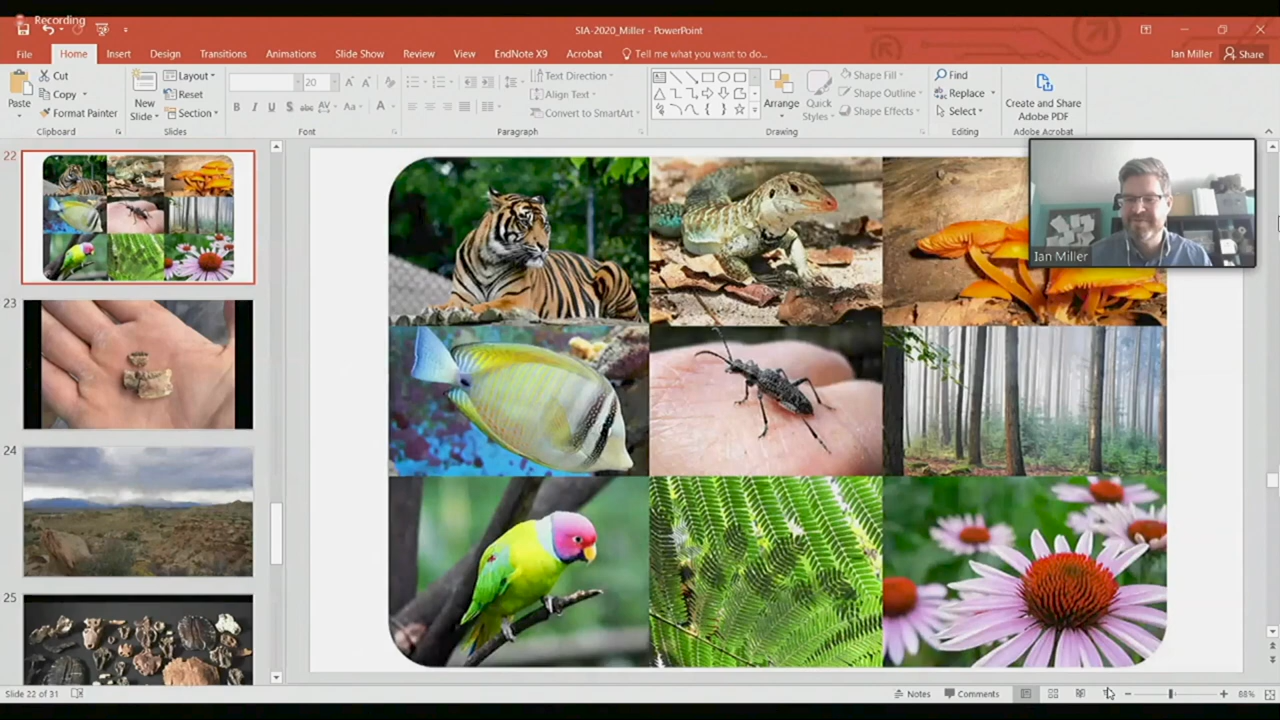 Recording
SIA-2020_Miller - PowerPoint
File Home Insert Design Transitions Animations Slide Show Review View EndNote X9 Acrobat Tell me what you want to do... Ian Miller Share
Paste
Cut
Copy
Format Painter
Clipboard
New
Slide
Layout
Reset
Section
Slides
20
B I U S abc AV Aa A
Font
Text Direction
Align Text
Convert to SmartArt
Paragraph
Arrange
Quick
Styles
Shape Fill
Shape Outline
Shape Effects
Drawing
Find
Replace
Select
Editing
Create and Share
Adobe PDF
Adobe Acrobat
22
23
24
25
Ian Miller
Slide 22 of 31
Notes Comments 88%